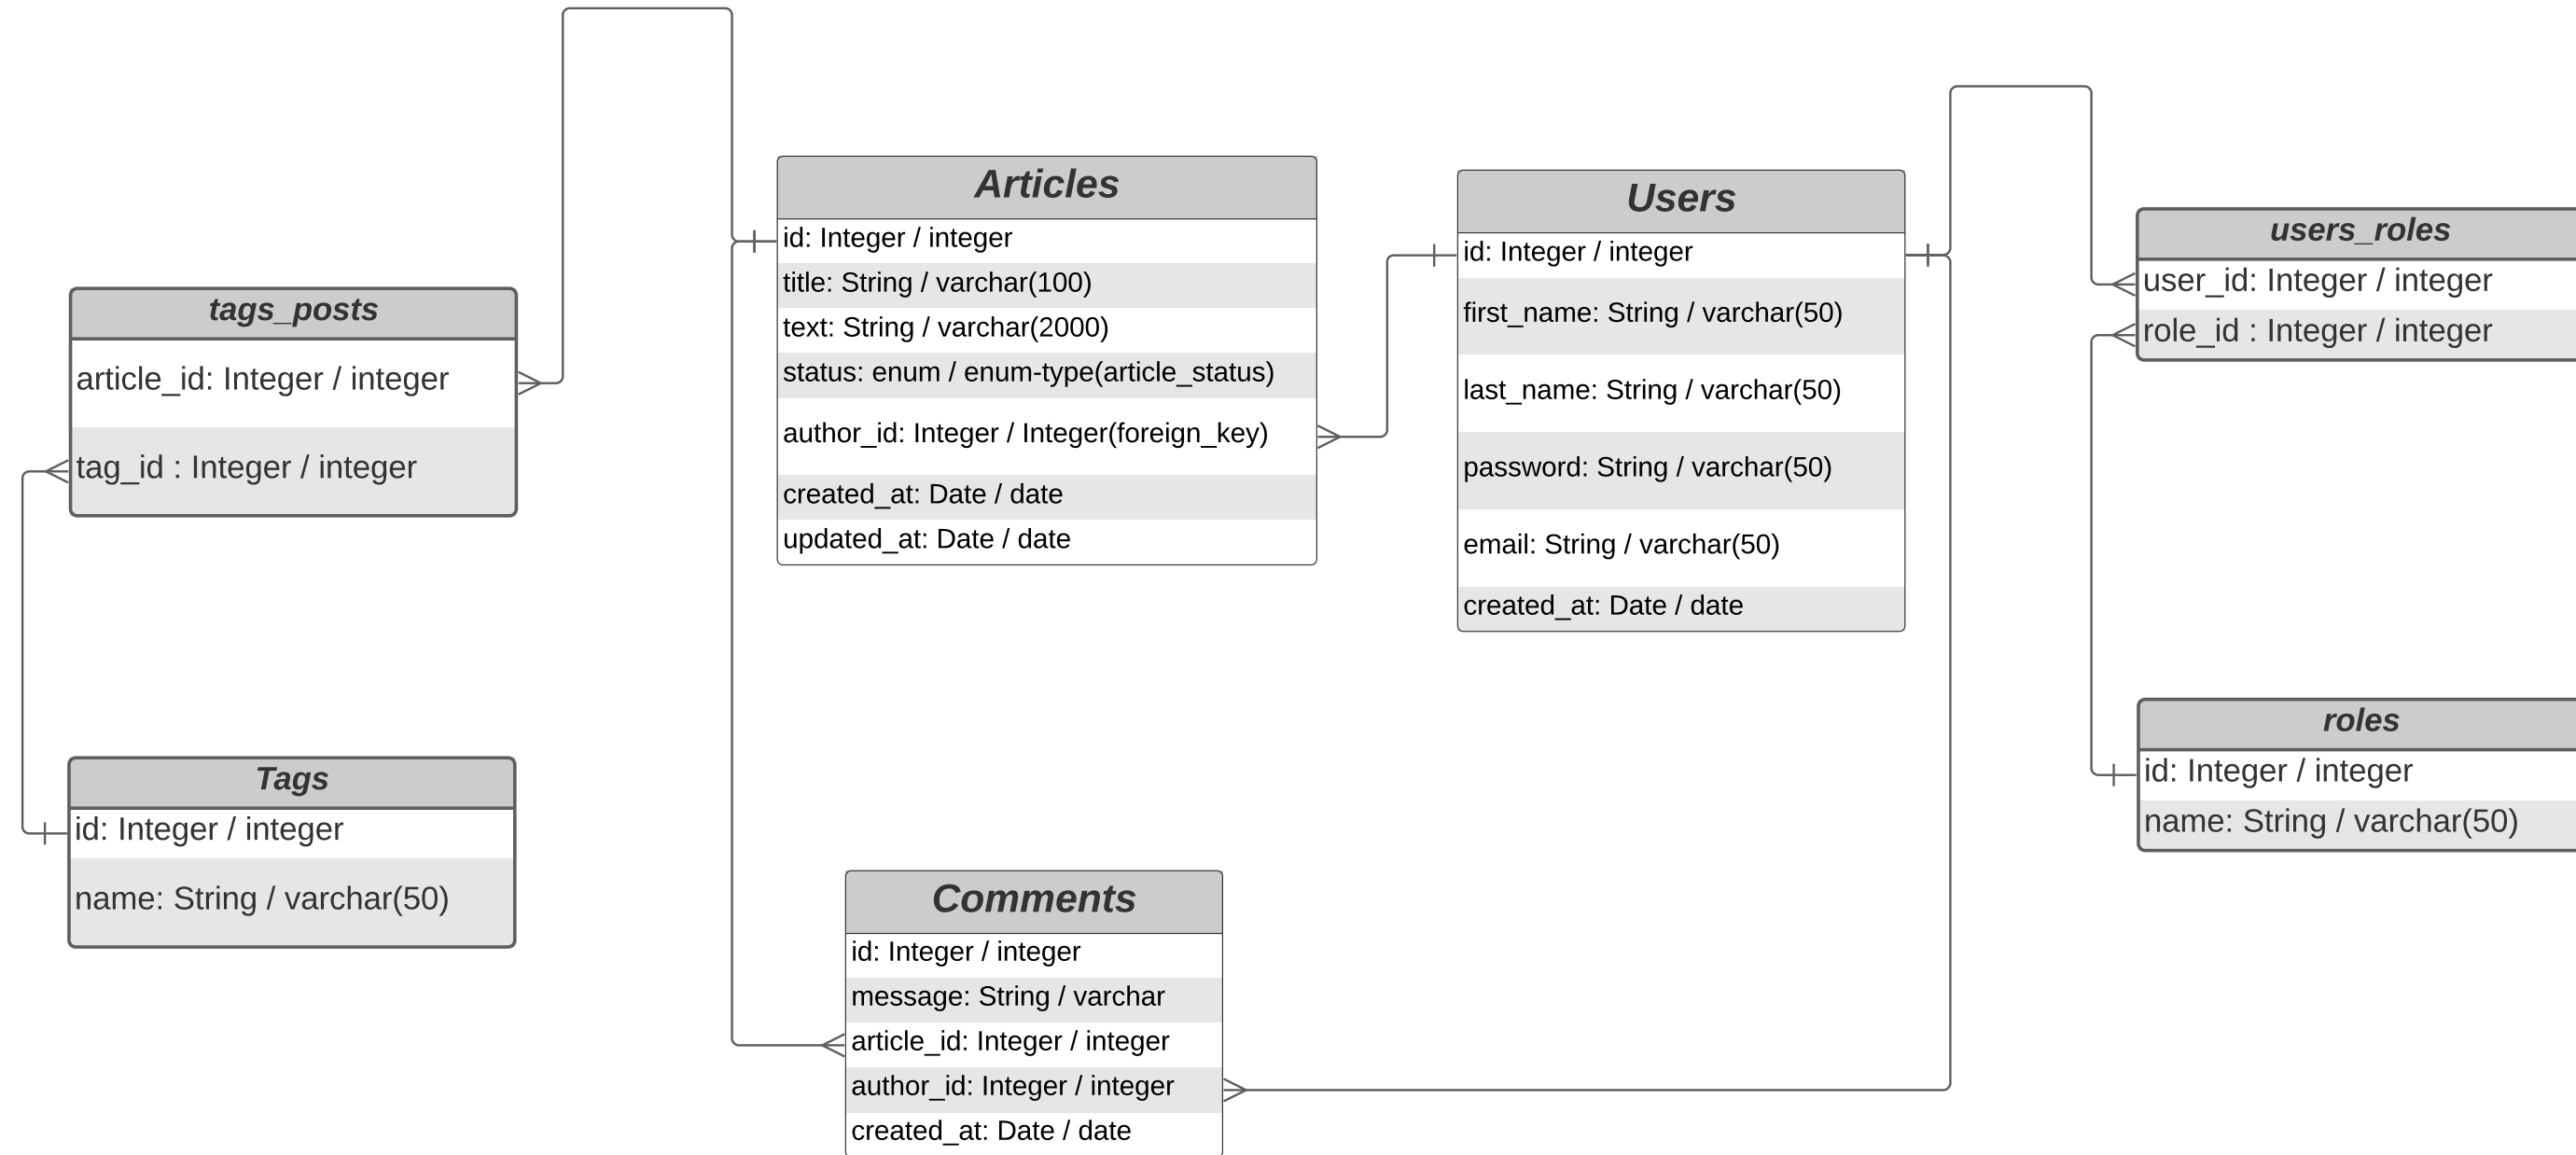 Articles
id: Integer / integer
title: String / varchar(100)
text: String / varchar(2000)
status: enum / enum-type(article_status)
author_id: Integer / Integer(foreign_key)
created_at: Date / date
updated_at: Date / date
Users
id: Integer / integer
first_name: String / varchar(50)
last_name: String / varchar(50)
password: String / varchar(50)
email: String / varchar(50)
created_at: Date / date
users_roles
user_id: Integer / integer
role_id : Integer / integer
tags_posts
article_id: Integer / integer
tag_id : Integer / integer
roles
id: Integer / integer
name: String / varchar(50)
Tags
id: Integer / integer
name: String / varchar(50)
Comments
id: Integer / integer
message: String / varchar
article_id: Integer / integer
author_id: Integer / integer
created_at: Date / date